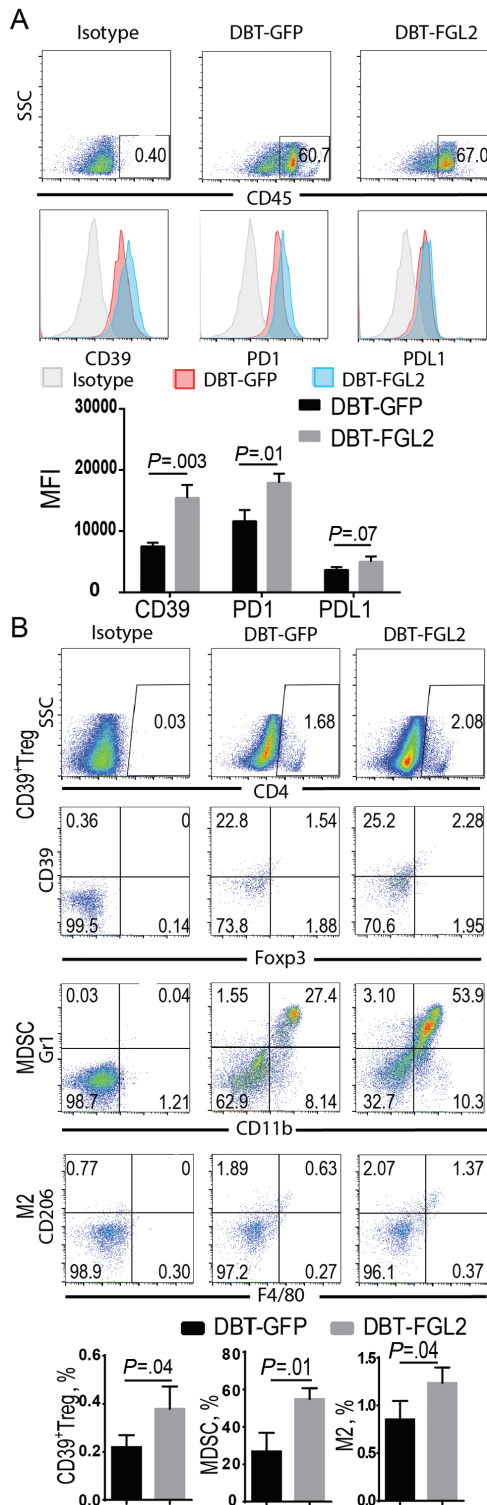 A
Isotype DBT-GFP DBT-FGL2
SSC
0.40 60.7 67.0
CD45
CD39 PD1 PDL1
Isotype DBT-GFP DBT-FGL2
30000
20000
10000
0
MFI
DBT-GFP
DBT-FGL2
P=.003
P=.01
P=.07
CD39 PD1 PDL1
B
Isotype DBT-GFP DBT-FGL2
CD39+Treg
SSC
0.03 1.68 2.08
CD4
CD39
0.36 0 22.8 1.54 25.2 2.28
99.5 0.14 73.8 1.88 70.6 1.95
Foxp3
MDSC
Gr1
0.03 0.04 1.55 27.4 3.10 53.9
98.7 1.21 62.9 8.14 32.7 10.3
CD11b
M2
CD206
0.77 0 1.89 0.63 2.07 1.37
98.9 0.30 97.2 0.27 96.1 0.37
F4/80
DBT-GFP DBT-FGL2
CD39+Treg, %
0.6
0.4
0.2
0.0
P=.04
MDSC, %
80
60
40
20
0
P=.01
M2, %
1.5
1.0
0.5
0.0
P=.04